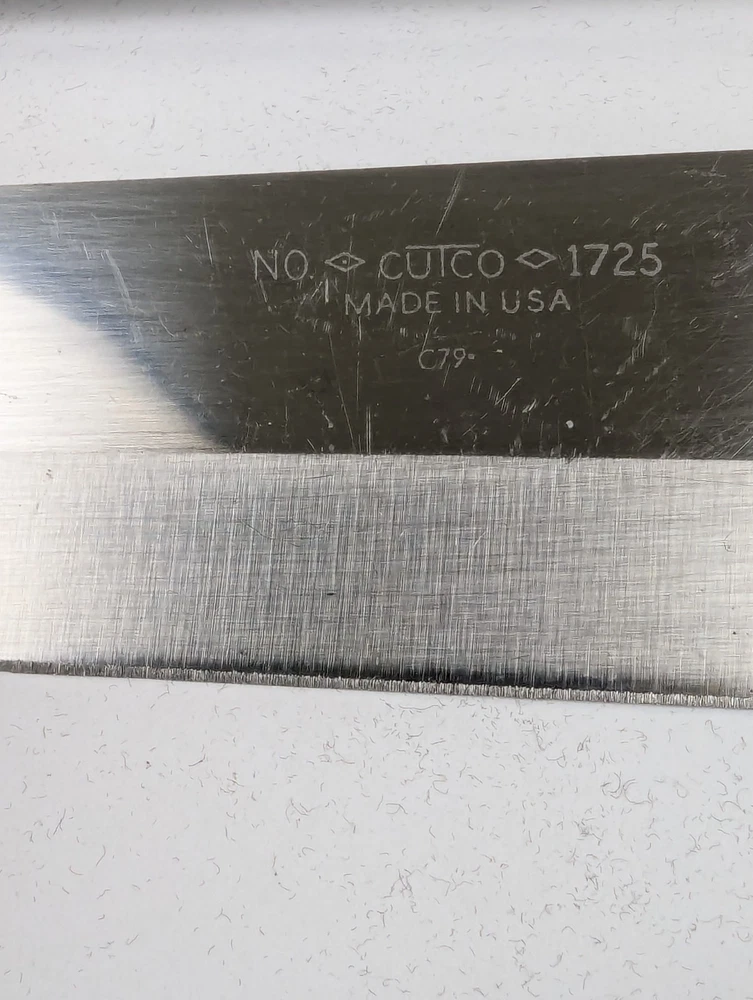 NO. CUTCO 1725
MADE IN USA
C79